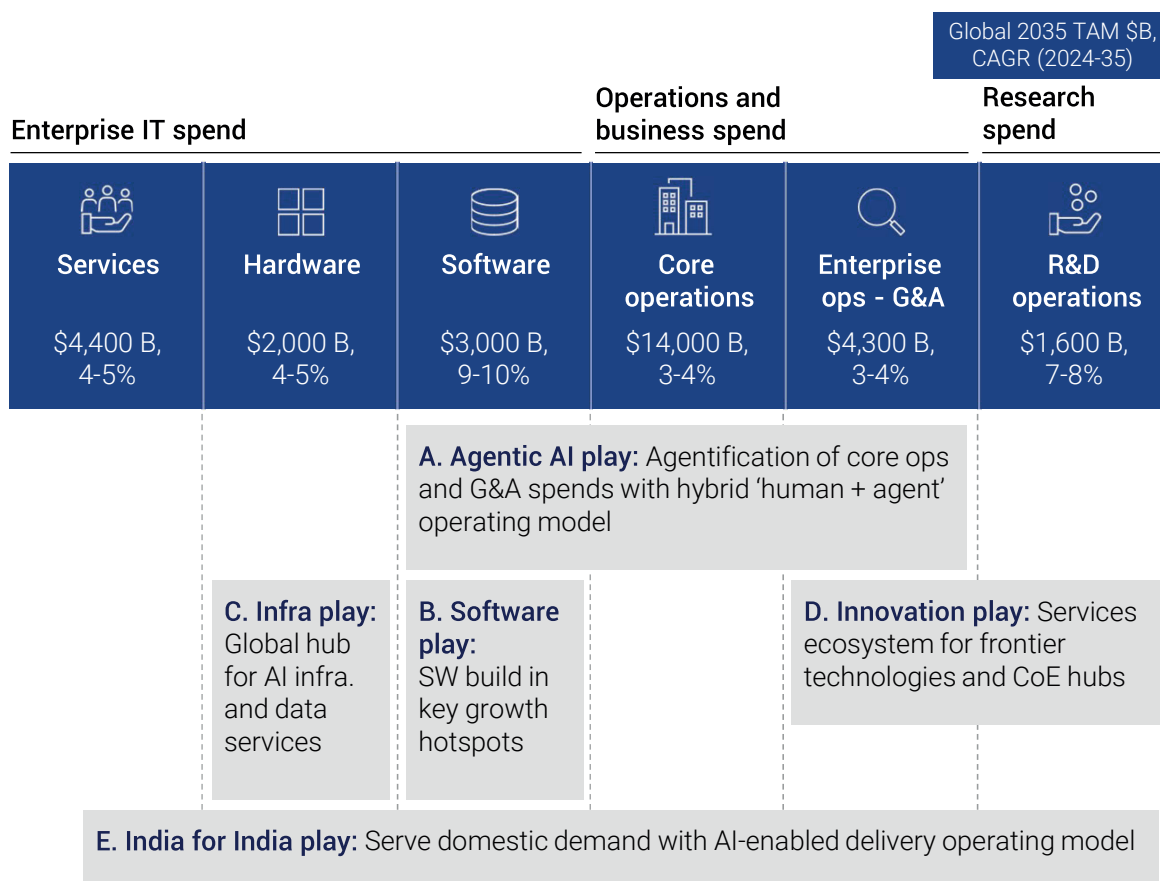 Global 2035 TAM $B,
CAGR (2024-35)
Enterprise IT spend
Operations and
business spend
Research
spend
Services
$4,400 B,
4-5%
Hardware
$2,000 B,
4-5%
Software
$3,000 B,
9-10%
Core
operations
$14,000 B,
3-4%
Enterprise
ops - G&A
$4,300 B,
3-4%
R&D
operations
$1,600 B,
7-8%
A. Agentic AI play: Agentification of core ops
and G&A spends with hybrid ‘human + agent’
operating model
C. Infra play:
Global hub
for AI infra.
and data
services
B. Software
play:
SW build in
key growth
hotspots
D. Innovation play: Services
ecosystem for frontier
technologies and CoE hubs
E. India for India play: Serve domestic demand with AI-enabled delivery operating model